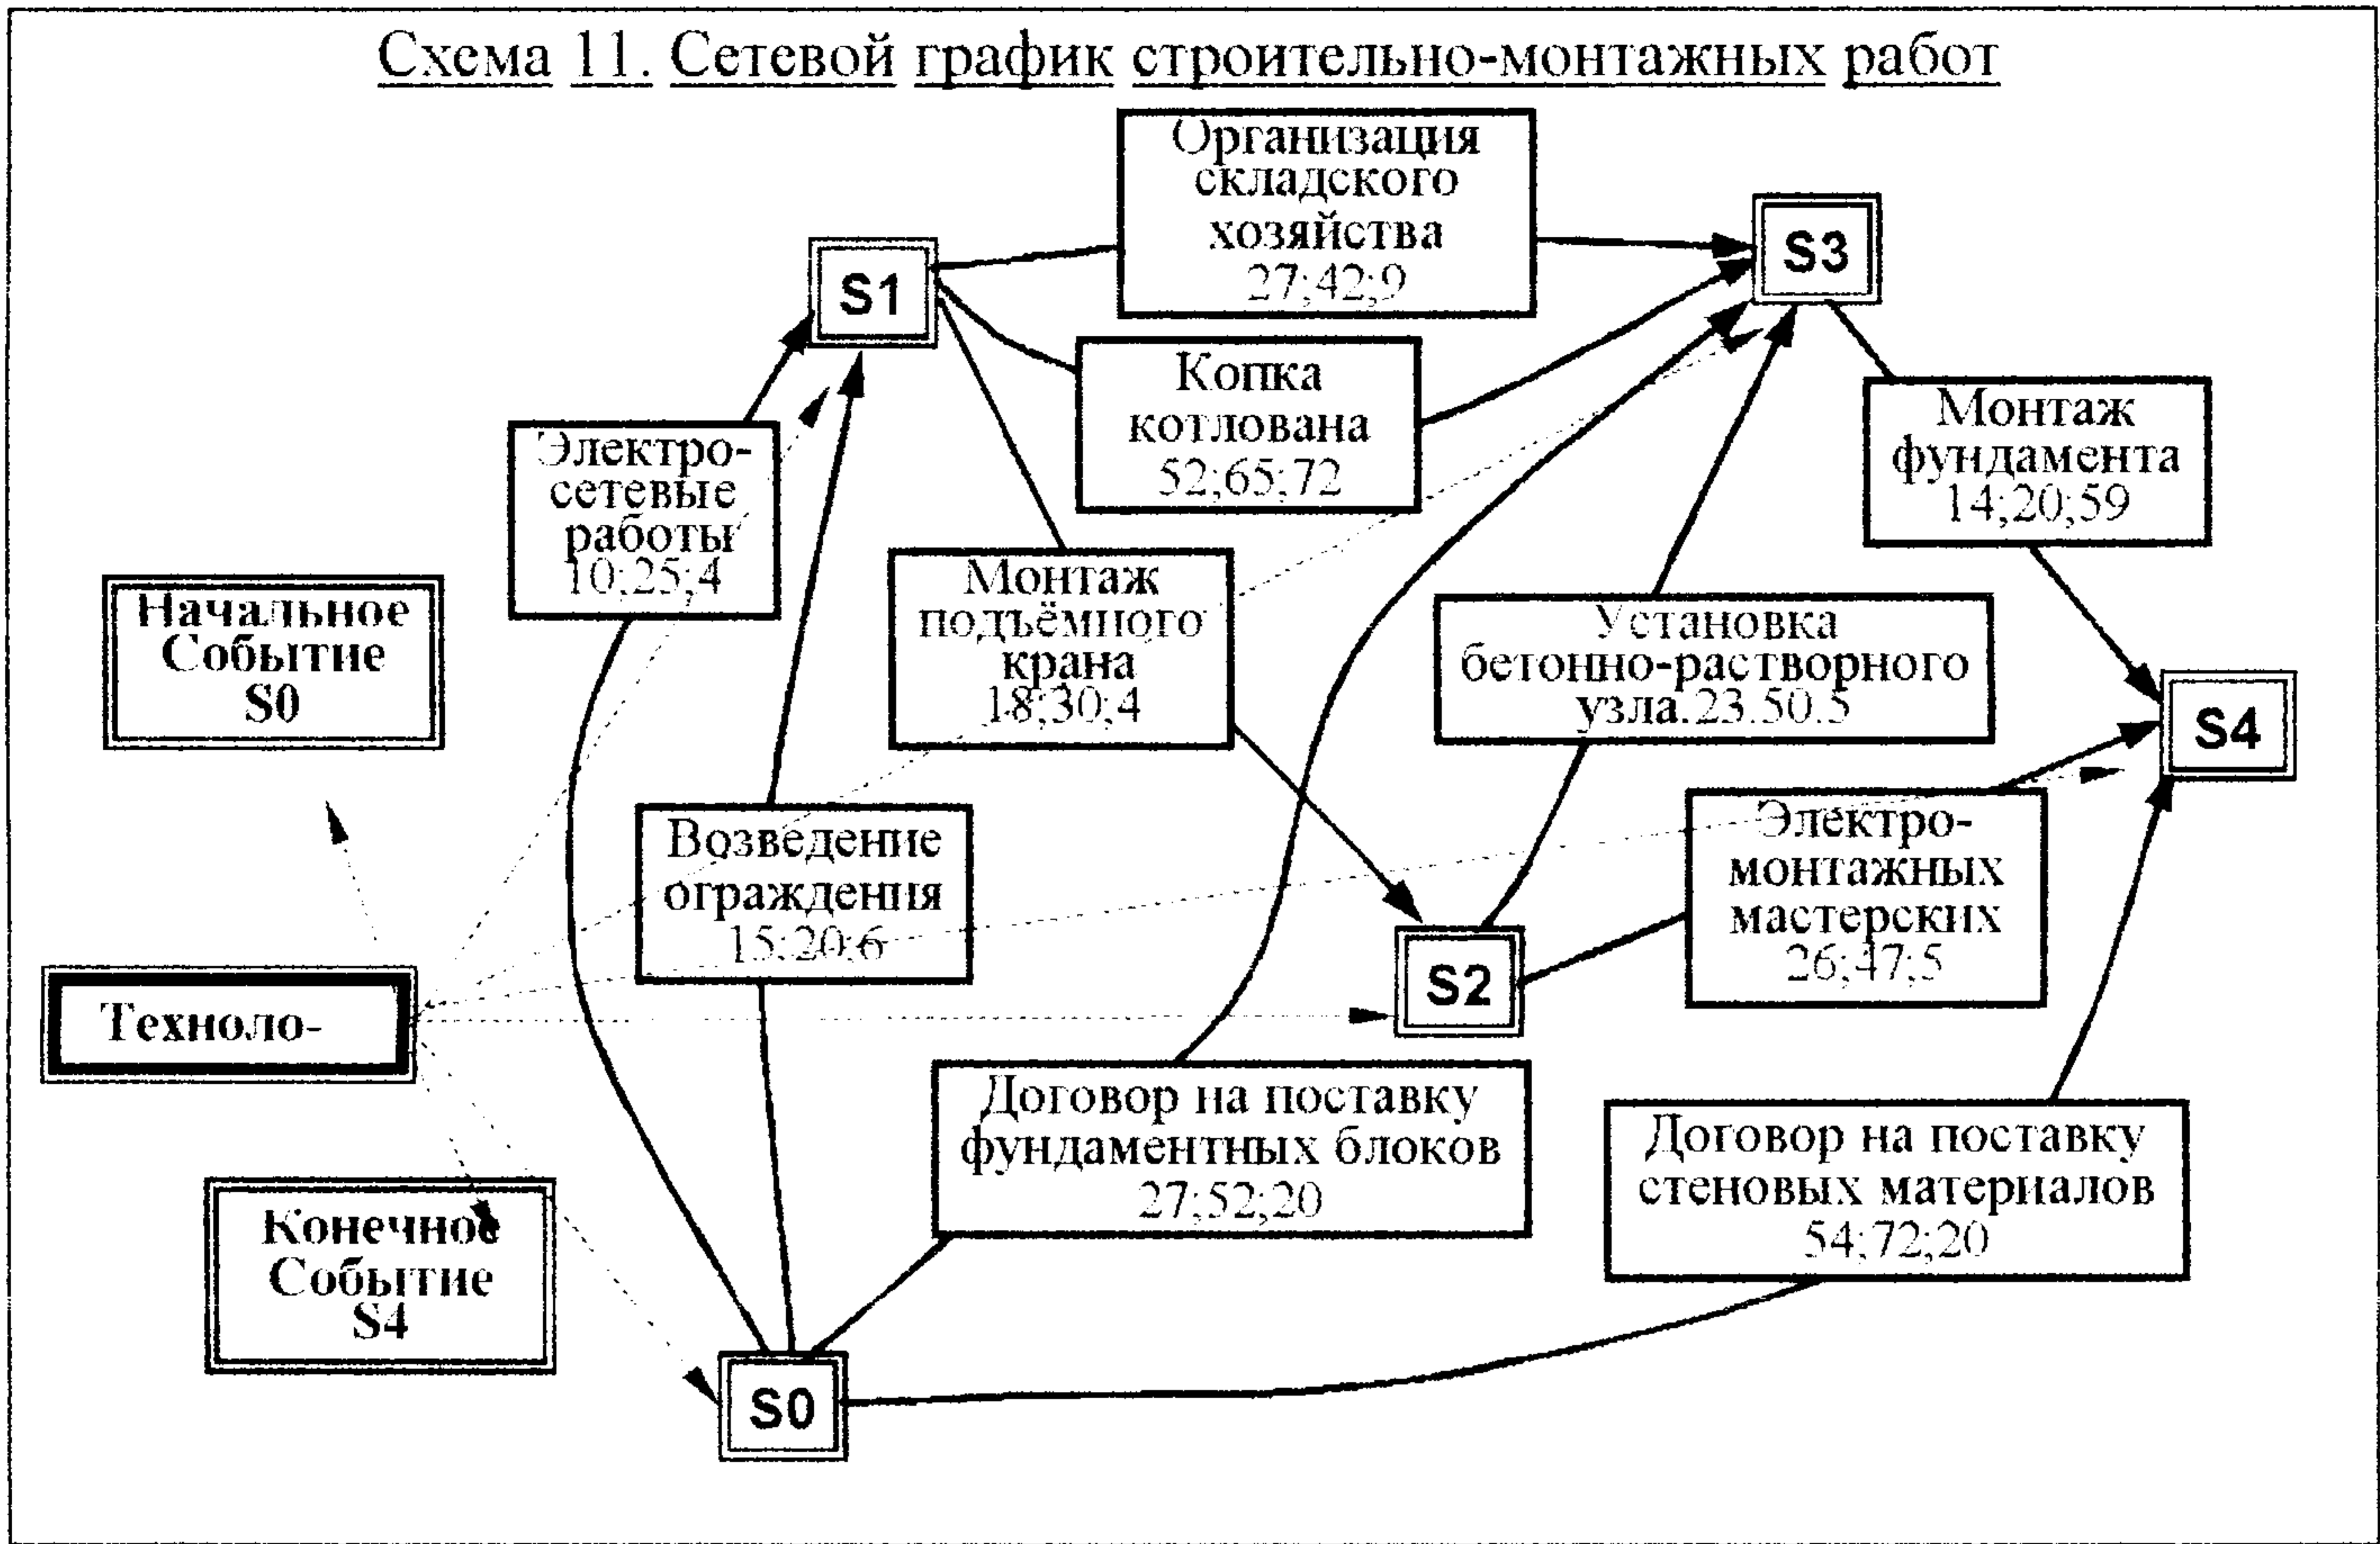 Схема 11. Сетевой график строительно-монтажных работ
Организация
складского
хозяйства
27;42;9
S3
S1
Копка
котлована
52;65;72
Монтаж
фундамента
14;20;59
Электро-
сетевые
работы
10;25;4
Монтаж
подъёмного
крана
18;30;4
Начальное
Событие
S0
Установка
бетонно-растворного
узла.23.50.5
S4
Возведение
ограждения
15;20;6
Электро-
монтажных
мастерских
26;47;5
S2
Техноло-
Договор на поставку
фундаментных блоков
27;52;20
Договор на поставку
стеновых материалов
54;72;20
Конечное
Событие
S4
S0